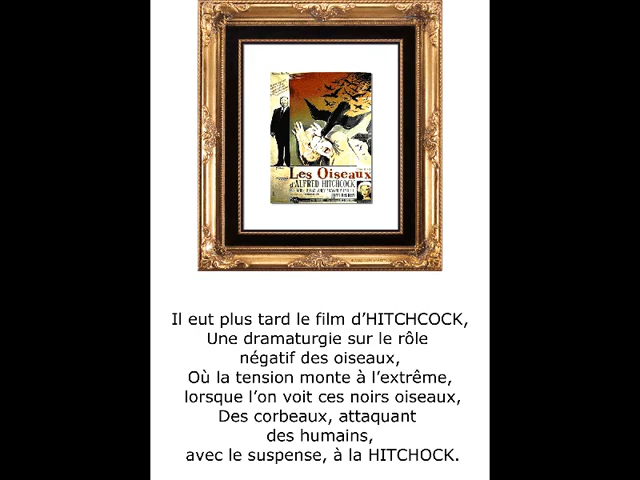 Les Oiseaux
d'ALFRED HITCHCOCK
Il eut plus tard le film d’HITCHCOCK,
Une dramaturgie sur le rôle
négatif des oiseaux,
Où la tension monte à l’extrême,
lorsque l’on voit ces noirs oiseaux,
Des corbeaux, attaquant
des humains,
avec le suspense, à la HITCHOCK.